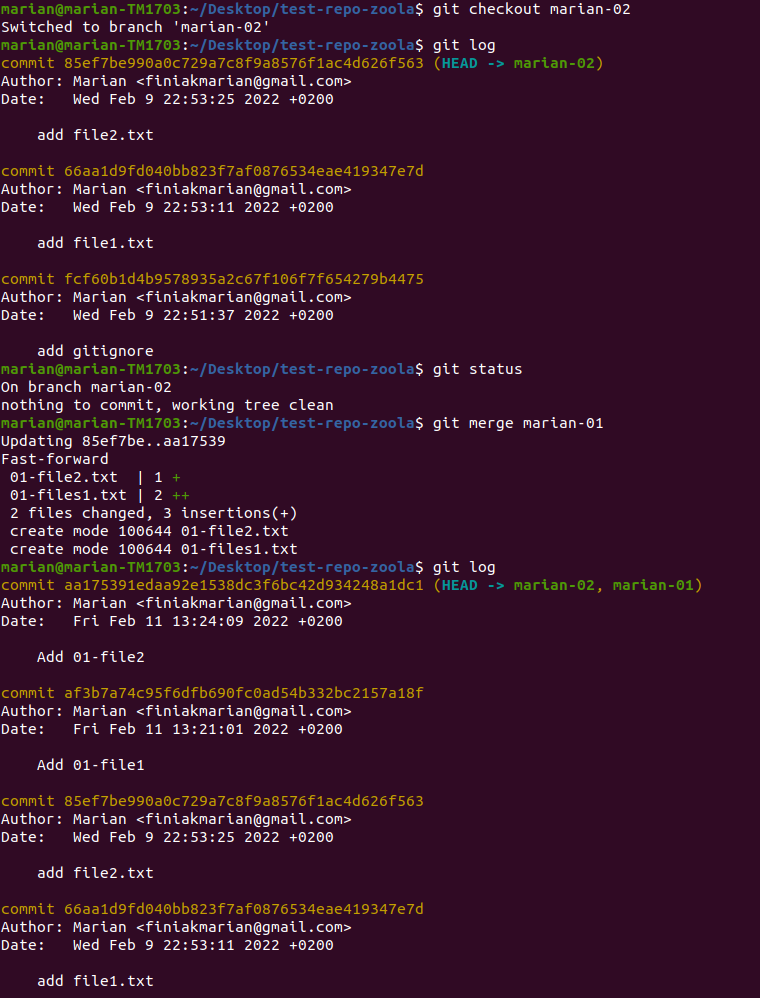 marian@marian-TM1703:~/Desktop/test-repo-zoola$ git checkout marian-02
Switched to branch 'marian-02'
marian@marian-TM1703:~/Desktop/test-repo-zoola$ git log
commit 85ef7be990a0c729a7c8f9a8576f1ac4d626f563 (HEAD -> marian-02)
Author: Marian <finiakmarian@gmail.com>
Date:   Wed Feb 9 22:53:25 2022 +0200

    add file2.txt

commit 66aa1d9fd040bb823f7af0876534eae419347e7d
Author: Marian <finiakmarian@gmail.com>
Date:   Wed Feb 9 22:53:11 2022 +0200

    add file1.txt

commit fcf60b1d4b9578935a2c67f106f7f654279b4475
Author: Marian <finiakmarian@gmail.com>
Date:   Wed Feb 9 22:51:37 2022 +0200

    add gitignore
marian@marian-TM1703:~/Desktop/test-repo-zoola$ git status
On branch marian-02
nothing to commit, working tree clean
marian@marian-TM1703:~/Desktop/test-repo-zoola$ git merge marian-01
Updating 85ef7be..aa17539
Fast-forward
 01-file2.txt  | 1 +
 01-files1.txt | 2 ++
 2 files changed, 3 insertions(+)
 create mode 100644 01-file2.txt
 create mode 100644 01-files1.txt
marian@marian-TM1703:~/Desktop/test-repo-zoola$ git log
commit aa175391edaa92e1538dc3f6bc42d934248a1dc1 (HEAD -> marian-02, marian-01)
Author: Marian <finiakmarian@gmail.com>
Date:   Fri Feb 11 13:24:09 2022 +0200

    Add 01-file2

commit af3b7a74c95f6dfb690fc0ad54b332bc2157a18f
Author: Marian <finiakmarian@gmail.com>
Date:   Fri Feb 11 13:21:01 2022 +0200

    Add 01-file1

commit 85ef7be990a0c729a7c8f9a8576f1ac4d626f563
Author: Marian <finiakmarian@gmail.com>
Date:   Wed Feb 9 22:53:25 2022 +0200

    add file2.txt

commit 66aa1d9fd040bb823f7af0876534eae419347e7d
Author: Marian <finiakmarian@gmail.com>
Date:   Wed Feb 9 22:53:11 2022 +0200

    add file1.txt